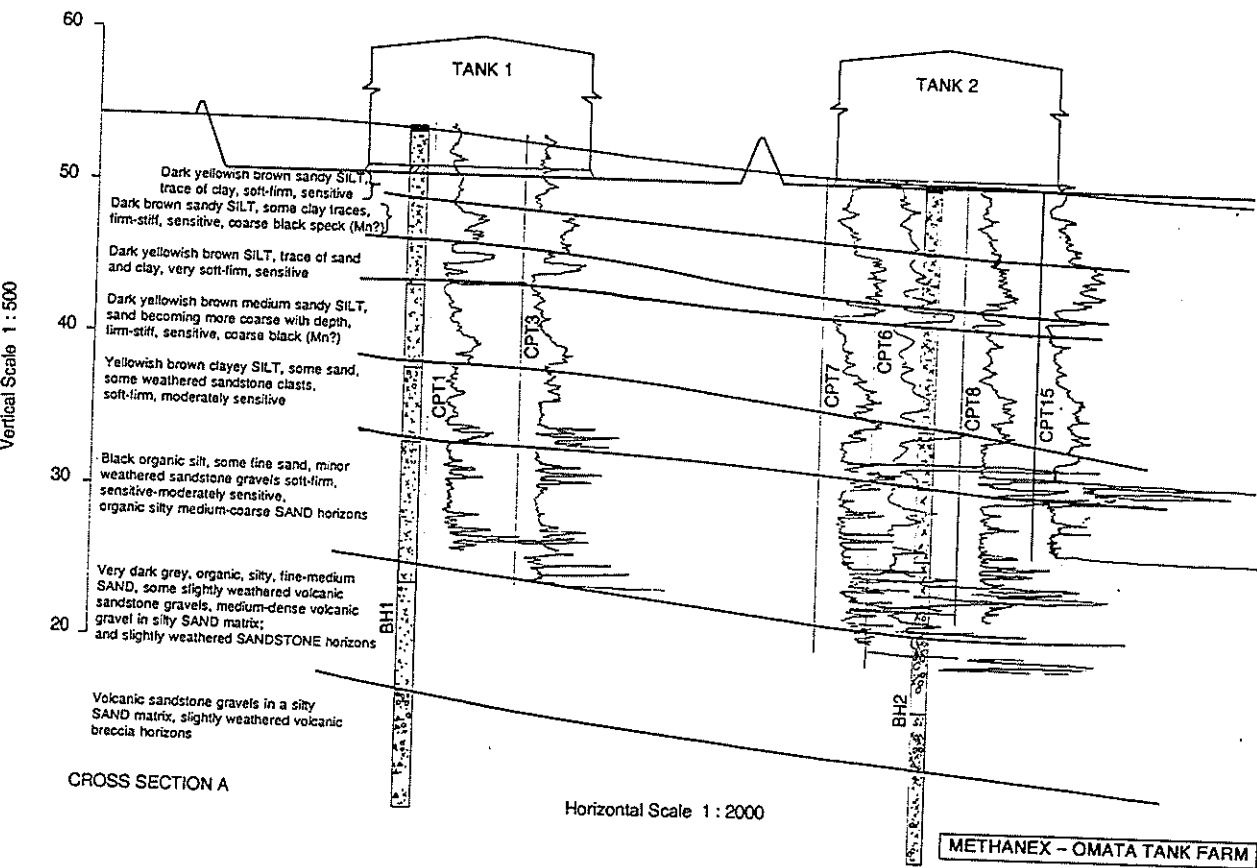 60
50
40
30
20
Vertical Scale 1 : 500
TANK 1
TANK 2
Dark yellowish brown sandy SILT,
trace of clay, soft-firm, sensitive
Dark brown sandy SILT, some clay traces,
firm-stiff, sensitive, coarse black speck (Mn?)
Dark yellowish brown SILT, trace of sand
and clay, very soft-firm, sensitive
Dark yellowish brown medium sandy SILT,
sand becoming more coarse with depth,
firm-stiff, sensitive, coarse black (Mn?)
Yellowish brown clayey SILT, some sand,
some weathered sandstone clasts,
soft-firm, moderately sensitive
Black organic silt, some fine sand, minor
weathered sandstone gravels soft-firm,
sensitive-moderately sensitive,
organic silty medium-coarse SAND horizons
Very dark grey, organic, silty, fine-medium
SAND, some slightly weathered volcanic
sandstone gravels, medium-dense volcanic
gravel in silty SAND matrix;
and slightly weathered SANDSTONE horizons
Volcanic sandstone gravels in a silty
SAND matrix, slightly weathered volcanic
breccia horizons
BH1
CPT1
CPT3
CPT7
CPT6
BH2
CPT8
CPT15
CROSS SECTION A
Horizontal Scale 1 : 2000
METHANEX – OMATA TANK FARM